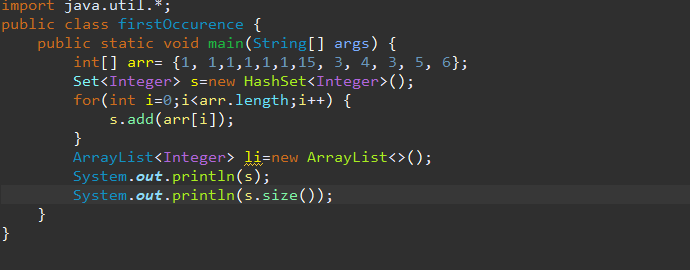 import java.util.*;
public class firstOccurence {
    public static void main(String[] args) {
        int[] arr= {1, 1,1,1,1,15, 3, 4, 3, 5, 6};
        Set<Integer> s=new HashSet<Integer>();
        for(int i=0;i<arr.length;i++) {
            s.add(arr[i]);
        }
        ArrayList<Integer> li=new ArrayList<>();
        System.out.println(s);
        System.out.println(s.size());
    }
}